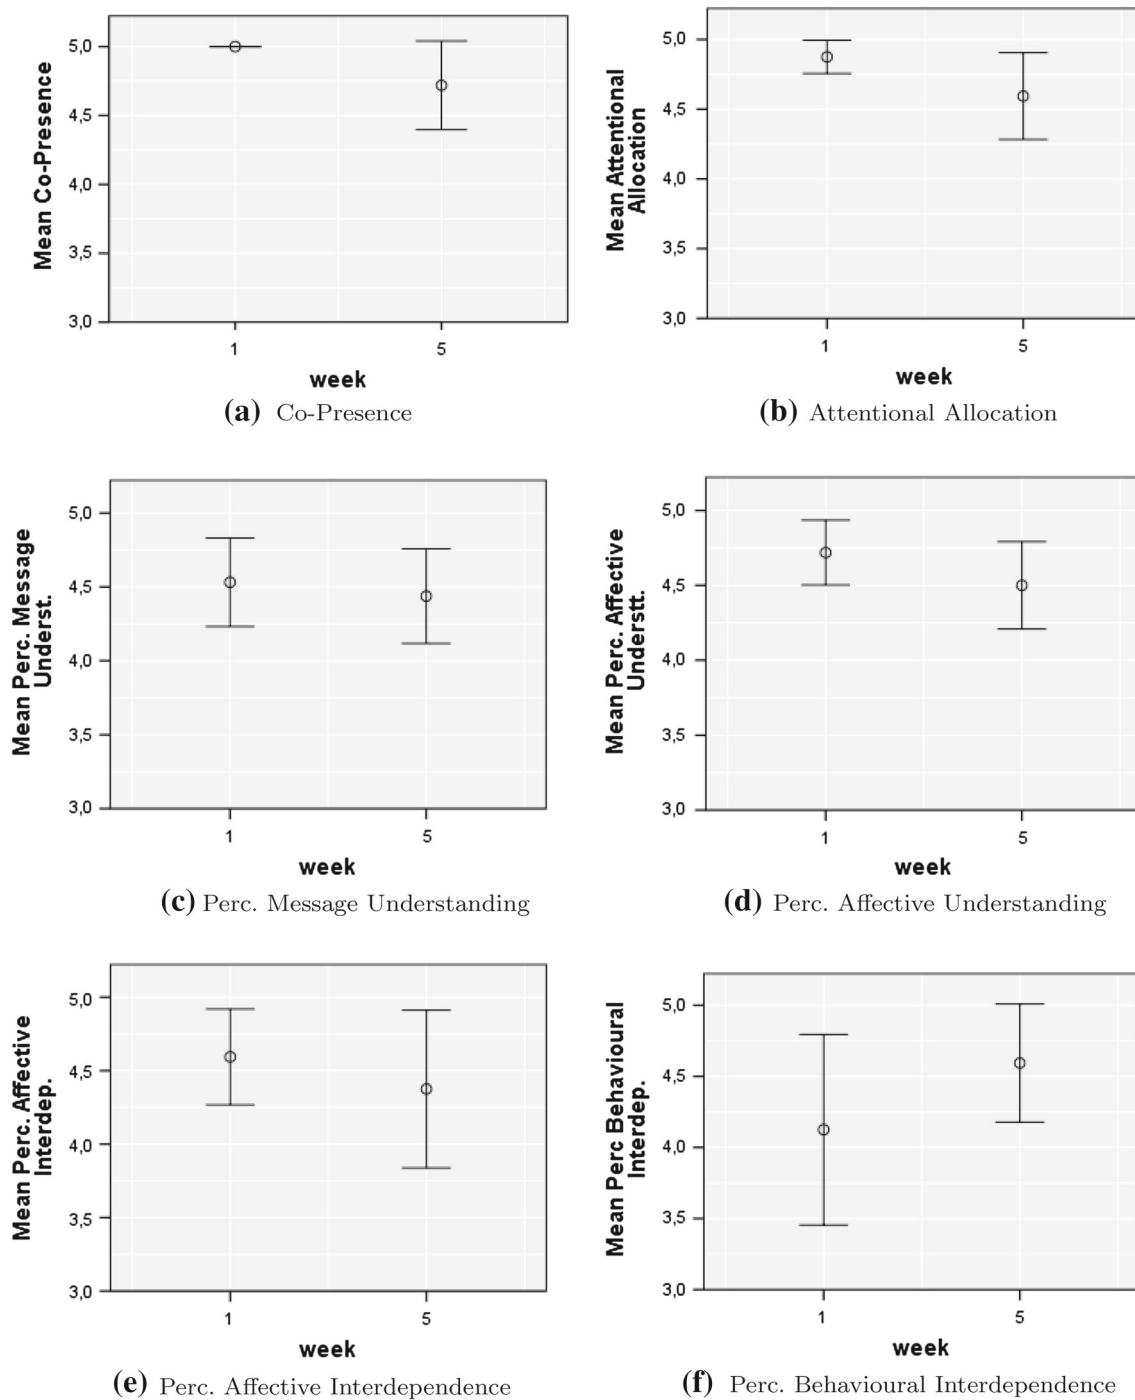 Mean Co-Presence
5,0
4,5
4,0
3,5
3,0
1
5
week
(a) Co-Presence
Mean Attentional
Allocation
5,0
4,5
4,0
3,5
3,0
1
5
week
(b) Attentional Allocation
Mean Perc. Message
Underst.
5,0
4,5
4,0
3,5
3,0
1
5
week
(c) Perc. Message Understanding
Mean Perc. Affective
Understt.
5,0
4,5
4,0
3,5
3,0
1
5
week
(d) Perc. Affective Understanding
Mean Perc. Affective
Interdep.
5,0
4,5
4,0
3,5
3,0
1
5
week
(e) Perc. Affective Interdependence
Mean Perc Behavioural
Interdep.
5,0
4,5
4,0
3,5
3,0
1
5
week
(f) Perc. Behavioural Interdependence